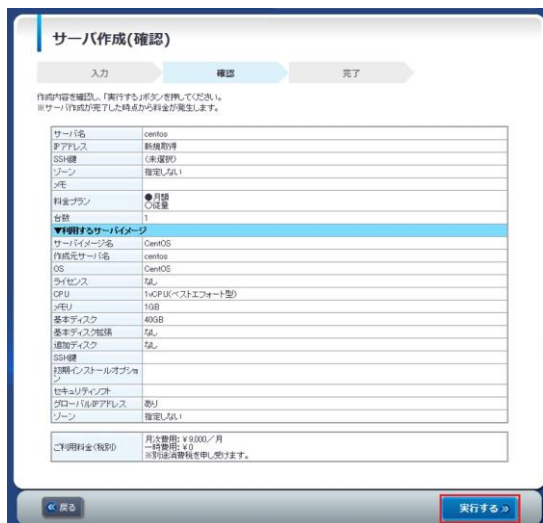 サーバ作成(確認)
入力 確認 完了
作成内容を確認し、「実行する」ボタンを押してください。
※サーバ作成が完了した時点から料金が発生します。
サーバ名 centos
IPアドレス 新規取得
SSH鍵 (未選択)
ゾーン 指定しない
メモ
料金プラン ●月額
○従量
台数 1
▼利用するサーバイメージ
サーバイメージ名 CentOS
作成元サーバ名 centos
OS CentOS
ライセンス なし
CPU 1vCPU(ベストエフォート型)
メモリ 1GB
基本ディスク 40GB
基本ディスク拡張 なし
追加ディスク なし
SSH鍵
初期インストールオプショ
ン
セキュリティソフト
グローバルIPアドレス あり
ゾーン 指定しない
ご利用料金(税別) 月次費用: ¥9,000/月
一時費用: ¥0
※別途消費税を申し受けます。
戻る
実行する